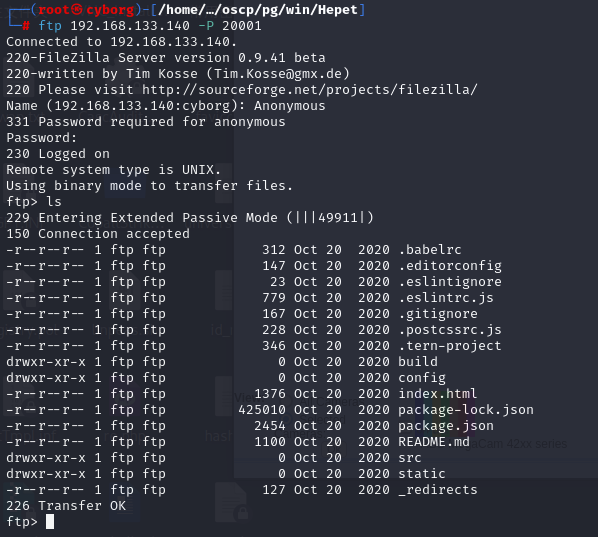 ┌──(root㉿cyborg)-[/home/…/oscp/pg/win/Hepet]
└─# ftp 192.168.133.140 -P 20001
Connected to 192.168.133.140.
220-FileZilla Server version 0.9.41 beta
220-written by Tim Kosse (Tim.Kosse@gmx.de)
220 Please visit http://sourceforge.net/projects/filezilla/
Name (192.168.133.140:cyborg): Anonymous
331 Password required for anonymous
Password:
230 Logged on
Remote system type is UNIX.
Using binary mode to transfer files.
ftp> ls
229 Entering Extended Passive Mode (|||49911|)
150 Connection accepted
-r--r--r-- 1 ftp ftp            312 Oct 20  2020 .babelrc
-r--r--r-- 1 ftp ftp            147 Oct 20  2020 .editorconfig
-r--r--r-- 1 ftp ftp             23 Oct 20  2020 .eslintignore
-r--r--r-- 1 ftp ftp            779 Oct 20  2020 .eslintrc.js
-r--r--r-- 1 ftp ftp            167 Oct 20  2020 .gitignore
-r--r--r-- 1 ftp ftp            228 Oct 20  2020 .postcssrc.js
-r--r--r-- 1 ftp ftp            346 Oct 20  2020 .tern-project
drwxr-xr-x 1 ftp ftp              0 Oct 20  2020 build
drwxr-xr-x 1 ftp ftp              0 Oct 20  2020 config
-r--r--r-- 1 ftp ftp           1376 Oct 20  2020 index.html
-r--r--r-- 1 ftp ftp         425010 Oct 20  2020 package-lock.json
-r--r--r-- 1 ftp ftp           2454 Oct 20  2020 package.json
-r--r--r-- 1 ftp ftp           1100 Oct 20  2020 README.md
drwxr-xr-x 1 ftp ftp              0 Oct 20  2020 src
drwxr-xr-x 1 ftp ftp              0 Oct 20  2020 static
-r--r--r-- 1 ftp ftp            127 Oct 20  2020 _redirects
226 Transfer OK
ftp>